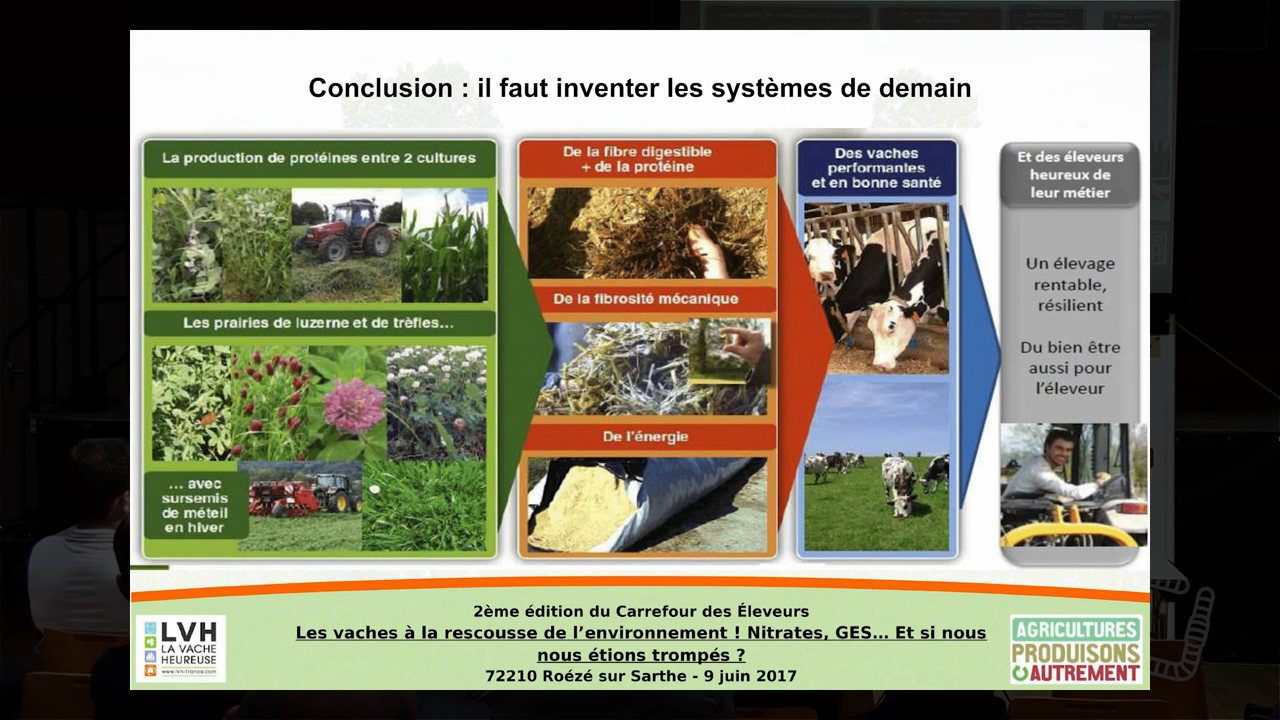 Conclusion : il faut inventer les systèmes de demain
La production de protéines entre 2 cultures
Les prairies de luzerne et de trèfles...
... avec
sursemis
de méteil
en hiver
De la fibre digestible
+ de la protéine
De la fibrosité mécanique
De l'énergie
Des vaches
performantes
et en bonne santé
Et des éleveurs
heureux de
leur métier
Un élevage
rentable,
résilient
Du bien être
aussi pour
l'éleveur
LVH
LA VACHE
HEUREUSE
www.lvh-france.com
2ème édition du Carrefour des Éleveurs
Les vaches à la rescousse de l’environnement ! Nitrates, GES… Et si nous
nous étions trompés ?
72210 Roézé sur Sarthe - 9 juin 2017
AGRICULTURES
PRODUISONS
AUTREMENT